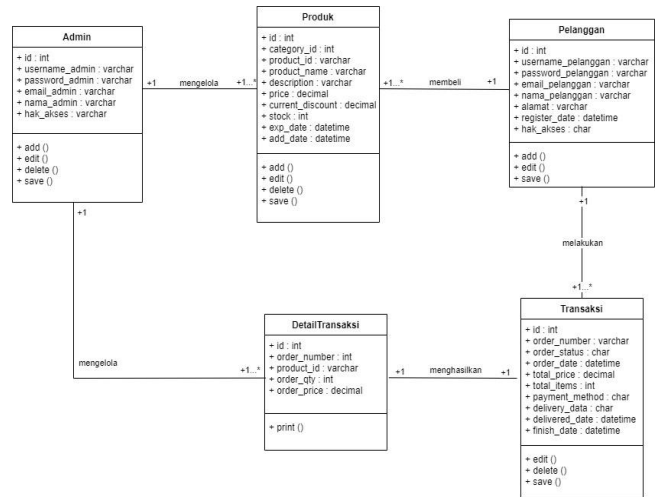 Admin
+ id : int
+ username_admin : varchar
+ password_admin : varchar
+ email_admin : varchar
+ nama_admin : varchar
+ hak_akses : varchar
+ add ()
+ edit ()
+ delete ()
+ save ()
+1
mengelola
+1...*
Produk
+ id : int
+ category_id : int
+ product_id : varchar
+ product_name : varchar
+ description : varchar
+ price : decimal
+ current_discount : decimal
+ stock : int
+ exp_date : datetime
+ add_date : datetime
+ add ()
+ edit ()
+ delete ()
+ save ()
+1...*
membeli
+1
Pelanggan
+ id : int
+ username_pelanggan : varchar
+ password_pelanggan : varchar
+ email_pelanggan : varchar
+ nama_pelanggan : varchar
+ alamat : varchar
+ register_date : datetime
+ hak_akses : char
+ add ()
+ edit ()
+ save ()
+1
melakukan
+1...*
+1
mengelola
+1...*
DetailTransaksi
+ id : int
+ order_number : int
+ product_id : varchar
+ order_qty : int
+ order_price : decimal
+ print ()
+1
menghasilkan
+1
Transaksi
+ id : int
+ order_number : varchar
+ order_status : char
+ order_date : datetime
+ total_price : decimal
+ total_items : int
+ payment_method : char
+ delivery_data : char
+ delivered_date : datetime
+ finish_date : datetime
+ edit ()
+ delete ()
+ save ()